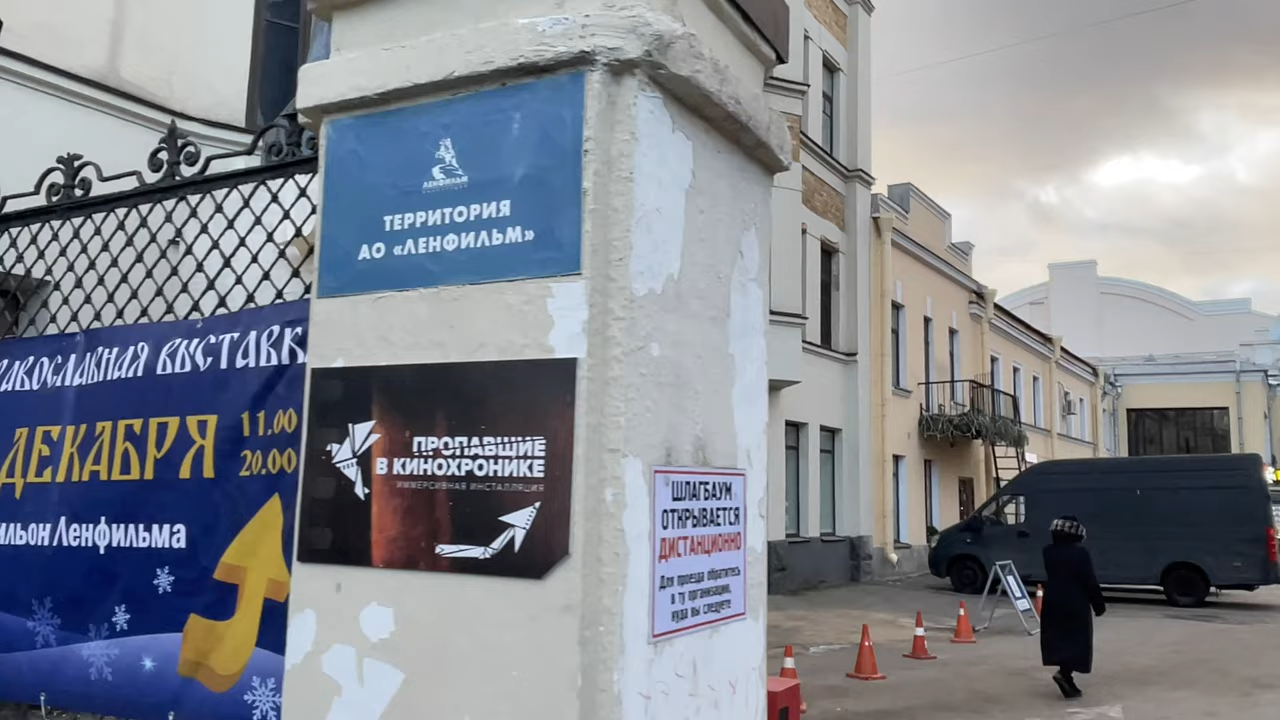 ЛЕНФИЛЬМ
ТЕРРИТОРИЯ
АО «ЛЕНФИЛЬМ»
АВОСЛАВНАЯ ВЫСТАВК
ДЕКАБРЯ
11.00
20.00
ильон Ленфильма
ПРОПАВШИЕ
В КИНОХРОНИКЕ
ИММЕРСИВНАЯ ИНСТАЛЛЯЦИЯ
ШЛАГБАУМ
ОТКРЫВАЕТСЯ
ДИСТАНЦИОННО
Для проезда обратитесь
в ту организацию,
куда вы следуете